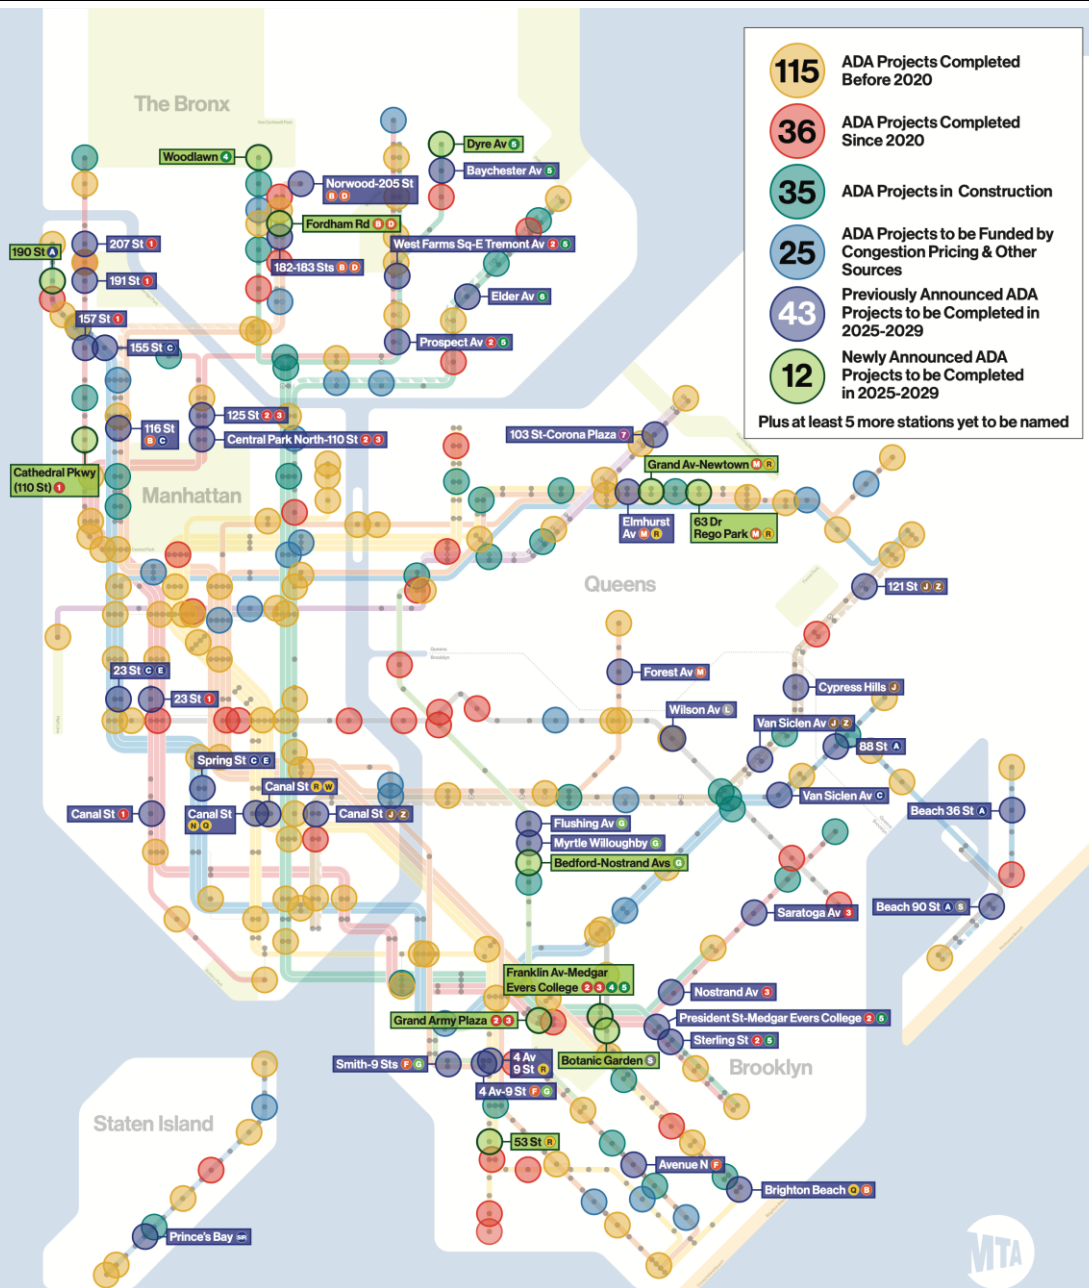 The Bronx
Woodlawn 4
Dyre Av 5
Baychester Av 5
Norwood-205 St
B D
Fordham Rd B D
190 St A
207 St 1
West Farms Sq-E Tremont Av 2 5
182-183 Sts B D
191 St 1
Elder Av 6
157 St 1
155 St C
Prospect Av 2 5
125 St 2 3
116 St
B C
Central Park North-110 St 2 3
Cathedral Pkwy
(110 St) 1
Manhattan
115
ADA Projects Completed
Before 2020
36
ADA Projects Completed
Since 2020
35
ADA Projects in Construction
25
ADA Projects to be Funded by
Congestion Pricing & Other
Sources
43
Previously Announced ADA
Projects to be Completed in
2025-2029
12
Newly Announced ADA
Projects to be Completed
in 2025-2029
Plus at least 5 more stations yet to be named
103 St-Corona Plaza 7
Grand Av-Newtown M R
Elmhurst
Av M R
63 Dr
Rego Park M R
Queens
121 St J Z
Queens
Brooklyn
Forest Av M
Cypress Hills J
23 St C E
23 St 1
Wilson Av L
Van Siclen Av J Z
88 St A
Spring St C E
Canal St R W
Van Siclen Av C
Canal St 1
Canal St
N Q
Canal St J Z
Beach 36 St A
Flushing Av G
Myrtle Willoughby G
Bedford-Nostrand Avs G
Saratoga Av 3
Beach 90 St A S
Franklin Av-Medgar
Evers College 2 3 4 5
Nostrand Av 3
Grand Army Plaza 2 3
President St-Medgar Evers College 2 5
Sterling St 2 5
Smith-9 Sts F G
4 Av
9 St R
Botanic Garden S
Brooklyn
4 Av-9 St F G
Staten Island
53 St R
Avenue N F
Brighton Beach Q B
Prince's Bay SIR
MTA